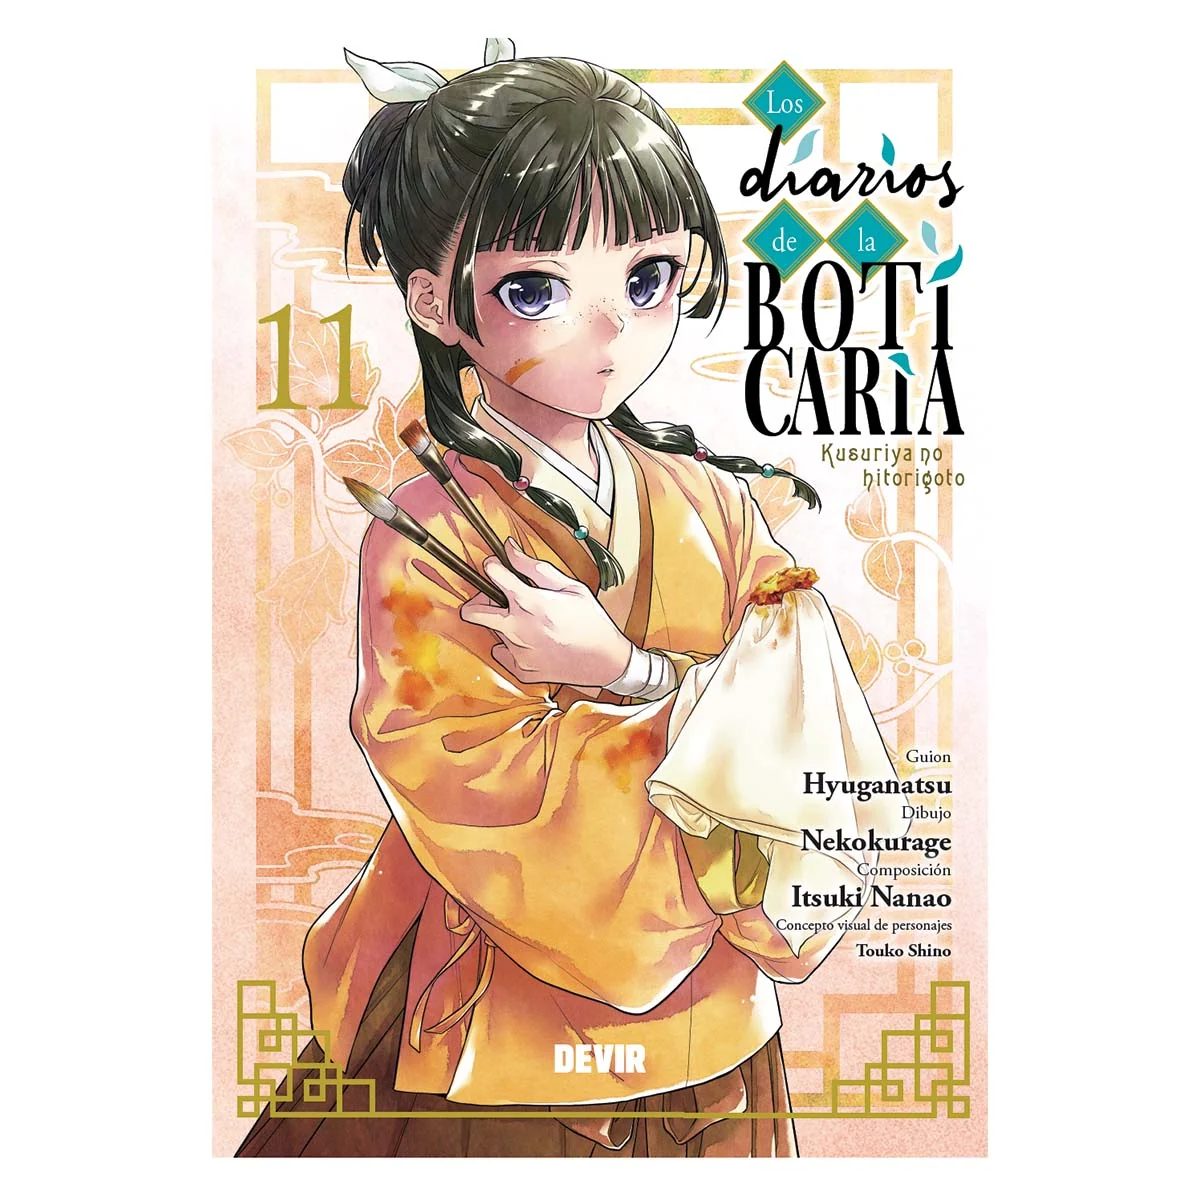 Los
diarios
de la
BOTI
CARIA
Kusuriya no
hitorigoto
11
Guion
Hyuganatsu
Dibujo
Nekokurage
Composición
Itsuki Nanao
Concepto visual de personajes
Touko Shino
DEVIR